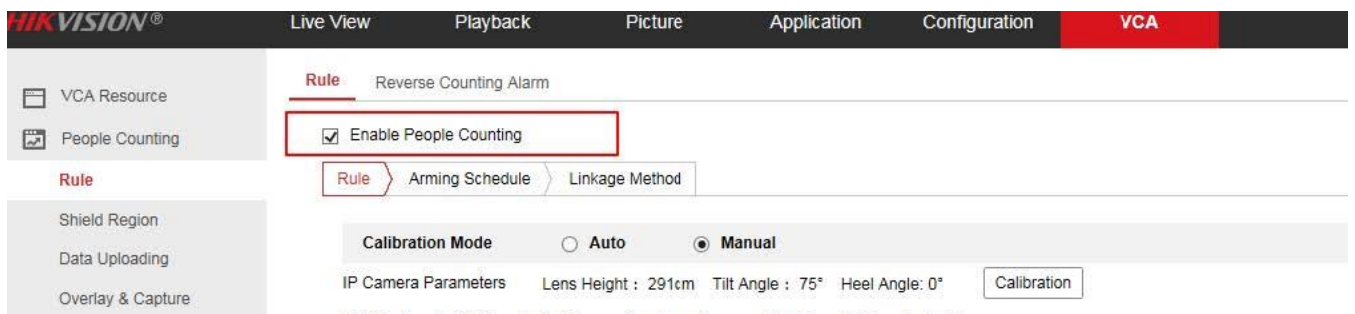 HIKVISION®
Live View Playback Picture Application Configuration VCA
VCA Resource
People Counting
Rule
Shield Region
Data Uploading
Overlay & Capture
Rule Reverse Counting Alarm
Enable People Counting
Rule Arming Schedule Linkage Method
Calibration Mode Auto Manual
IP Camera Parameters Lens Height : 291cm Tilt Angle : 75° Heel Angle: 0° Calibration